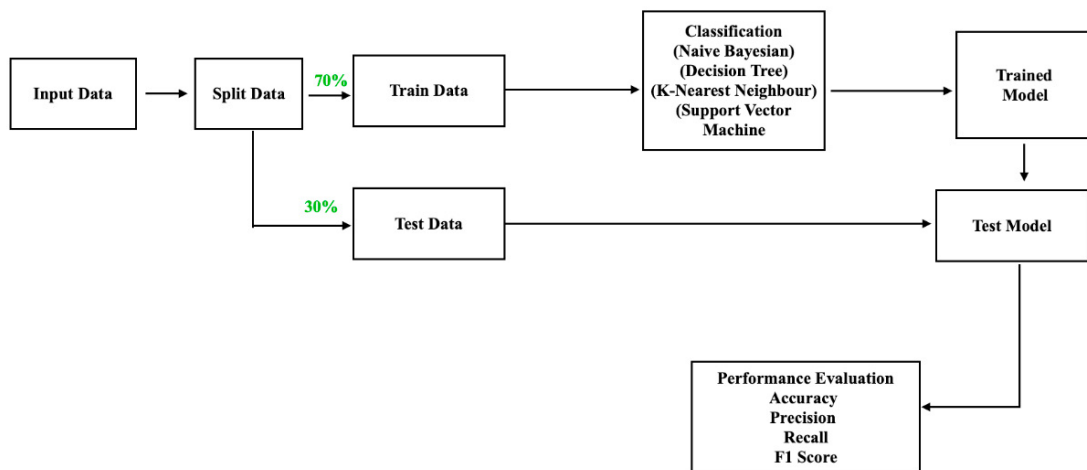 Input Data
Split Data
70%
Train Data
Classification
(Naive Bayesian)
(Decision Tree)
(K-Nearest Neighbour)
(Support Vector
Machine
Trained
Model
30%
Test Data
Test Model
Performance Evaluation
Accuracy
Precision
Recall
F1 Score